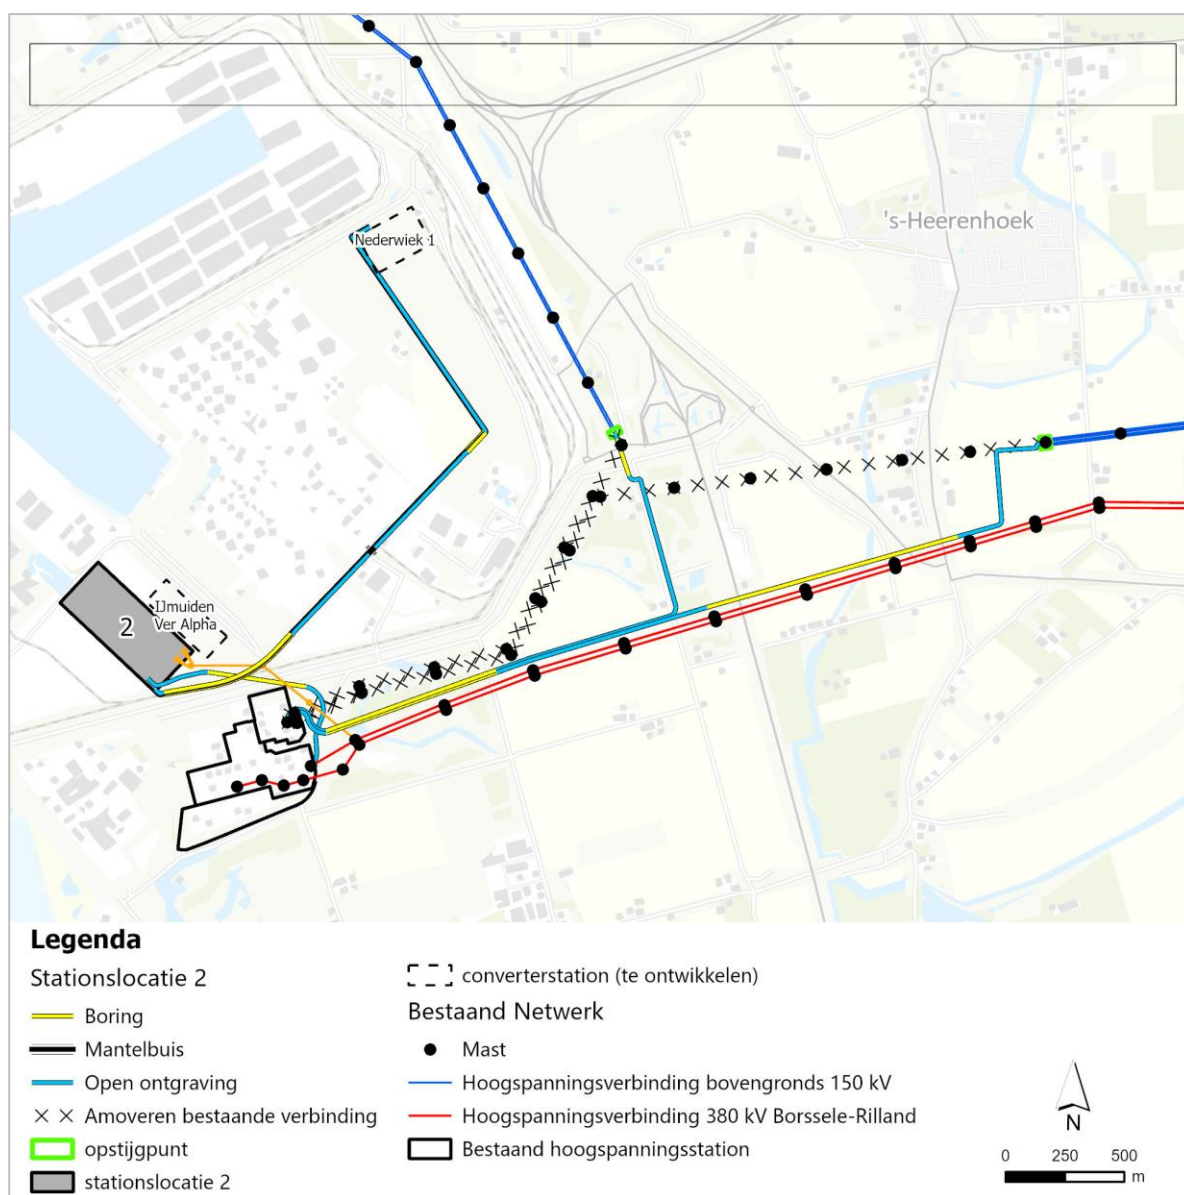 's-Heerenhoek
Nederwiek 1
IJmuiden
Ver Alpha
2
Legenda
Stationslocatie 2
Boring
Mantelbuis
Open ontgraving
Amoveren bestaande verbinding
opstijgpunt
stationslocatie 2
converterstation (te ontwikkelen)
Bestaand Netwerk
Mast
Hoogspanningsverbinding bovengronds 150 kV
Hoogspanningsverbinding 380 kV Borssele-Rilland
Bestaand hoogspanningsstation
N
0 250 500
m